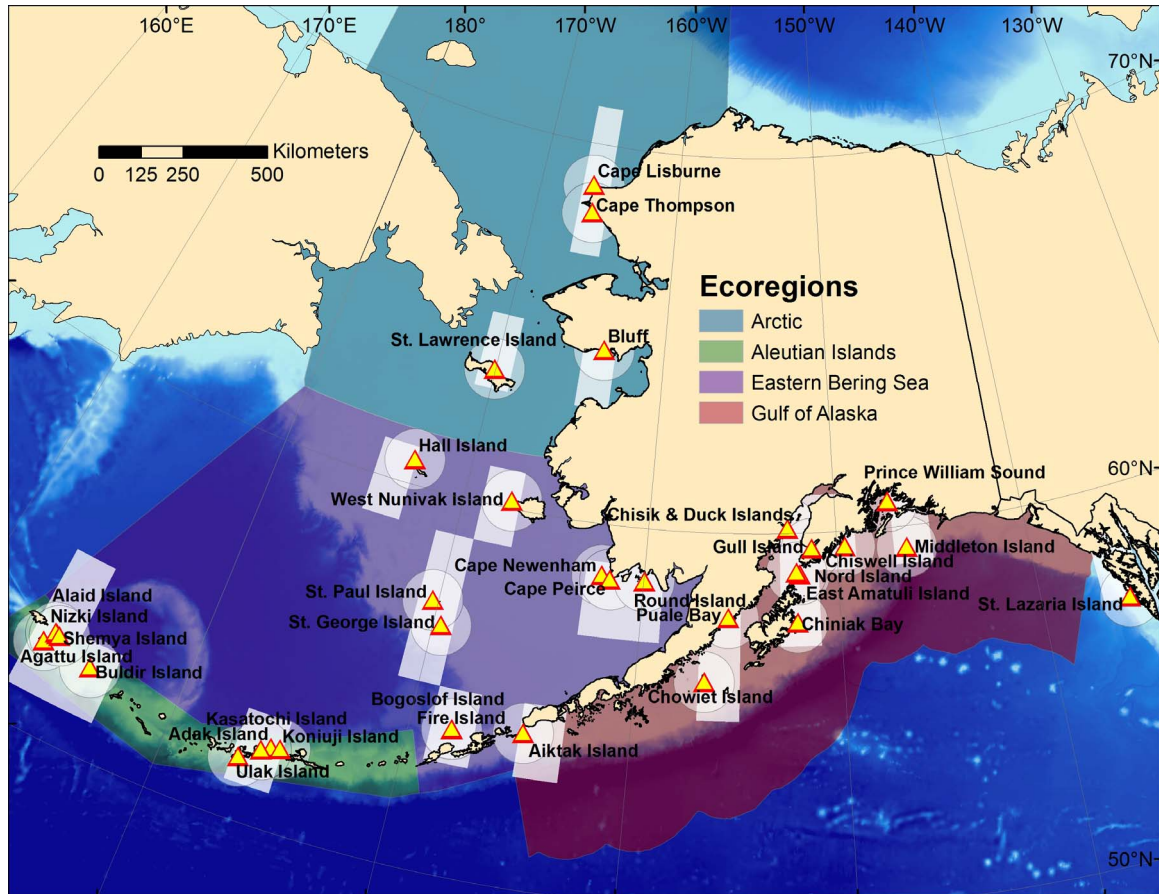 160°E
170°E
180°
170°W
160°W
150°W
140°W
130°W
70°N
Kilometers
0 125 250 500
Cape Lisburne
Cape Thompson
Ecoregions
Arctic
Aleutian Islands
Eastern Bering Sea
Gulf of Alaska
St. Lawrence Island
Bluff
Hall Island
60°N
Prince William Sound
West Nunivak Island
Chisik & Duck Islands
Gull Island
Middleton Island
Chiswell Island
Cape Newenham
Nord Island
Cape Peirce
East Amatuli Island
St. Paul Island
Round Island
St. Lazaria Island
Alaid Island
Nizki Island
Puale Bay
St. George Island
Chiniak Bay
Shemya Island
Agattu Island
Buldir Island
Bogoslof Island
Chowiet Island
Kasatochi Island
Fire Island
Adak Island
Koniuji Island
Aiktak Island
Ulak Island
50°N